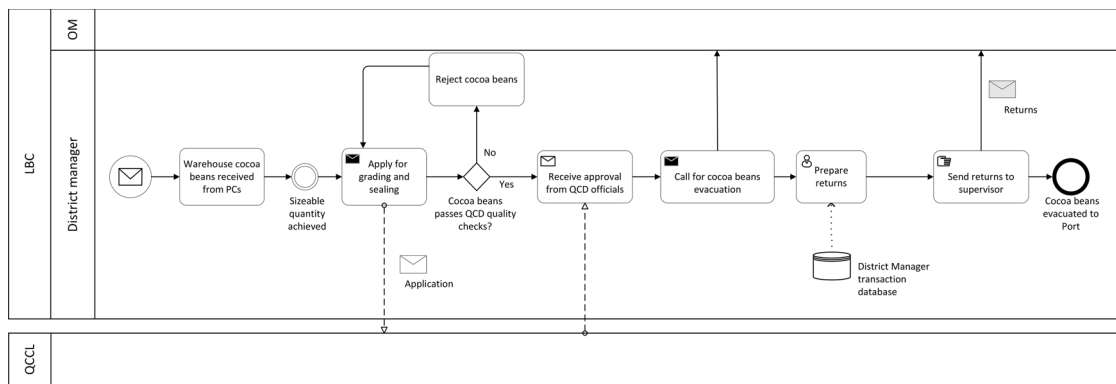 OM
LBC
District manager
Reject cocoa beans
Returns
No
Warehouse cocoa
beans received
from PCs
Apply for
grading and
sealing
Yes
Receive approval
from QCD officials
Call for cocoa beans
evacuation
Prepare
returns
Send returns to
supervisor
Sizeable
quantity
achieved
Cocoa beans
passes QCD quality
checks?
Cocoa beans
evacuated to
Port
Application
District Manager
transaction
database
QCCL